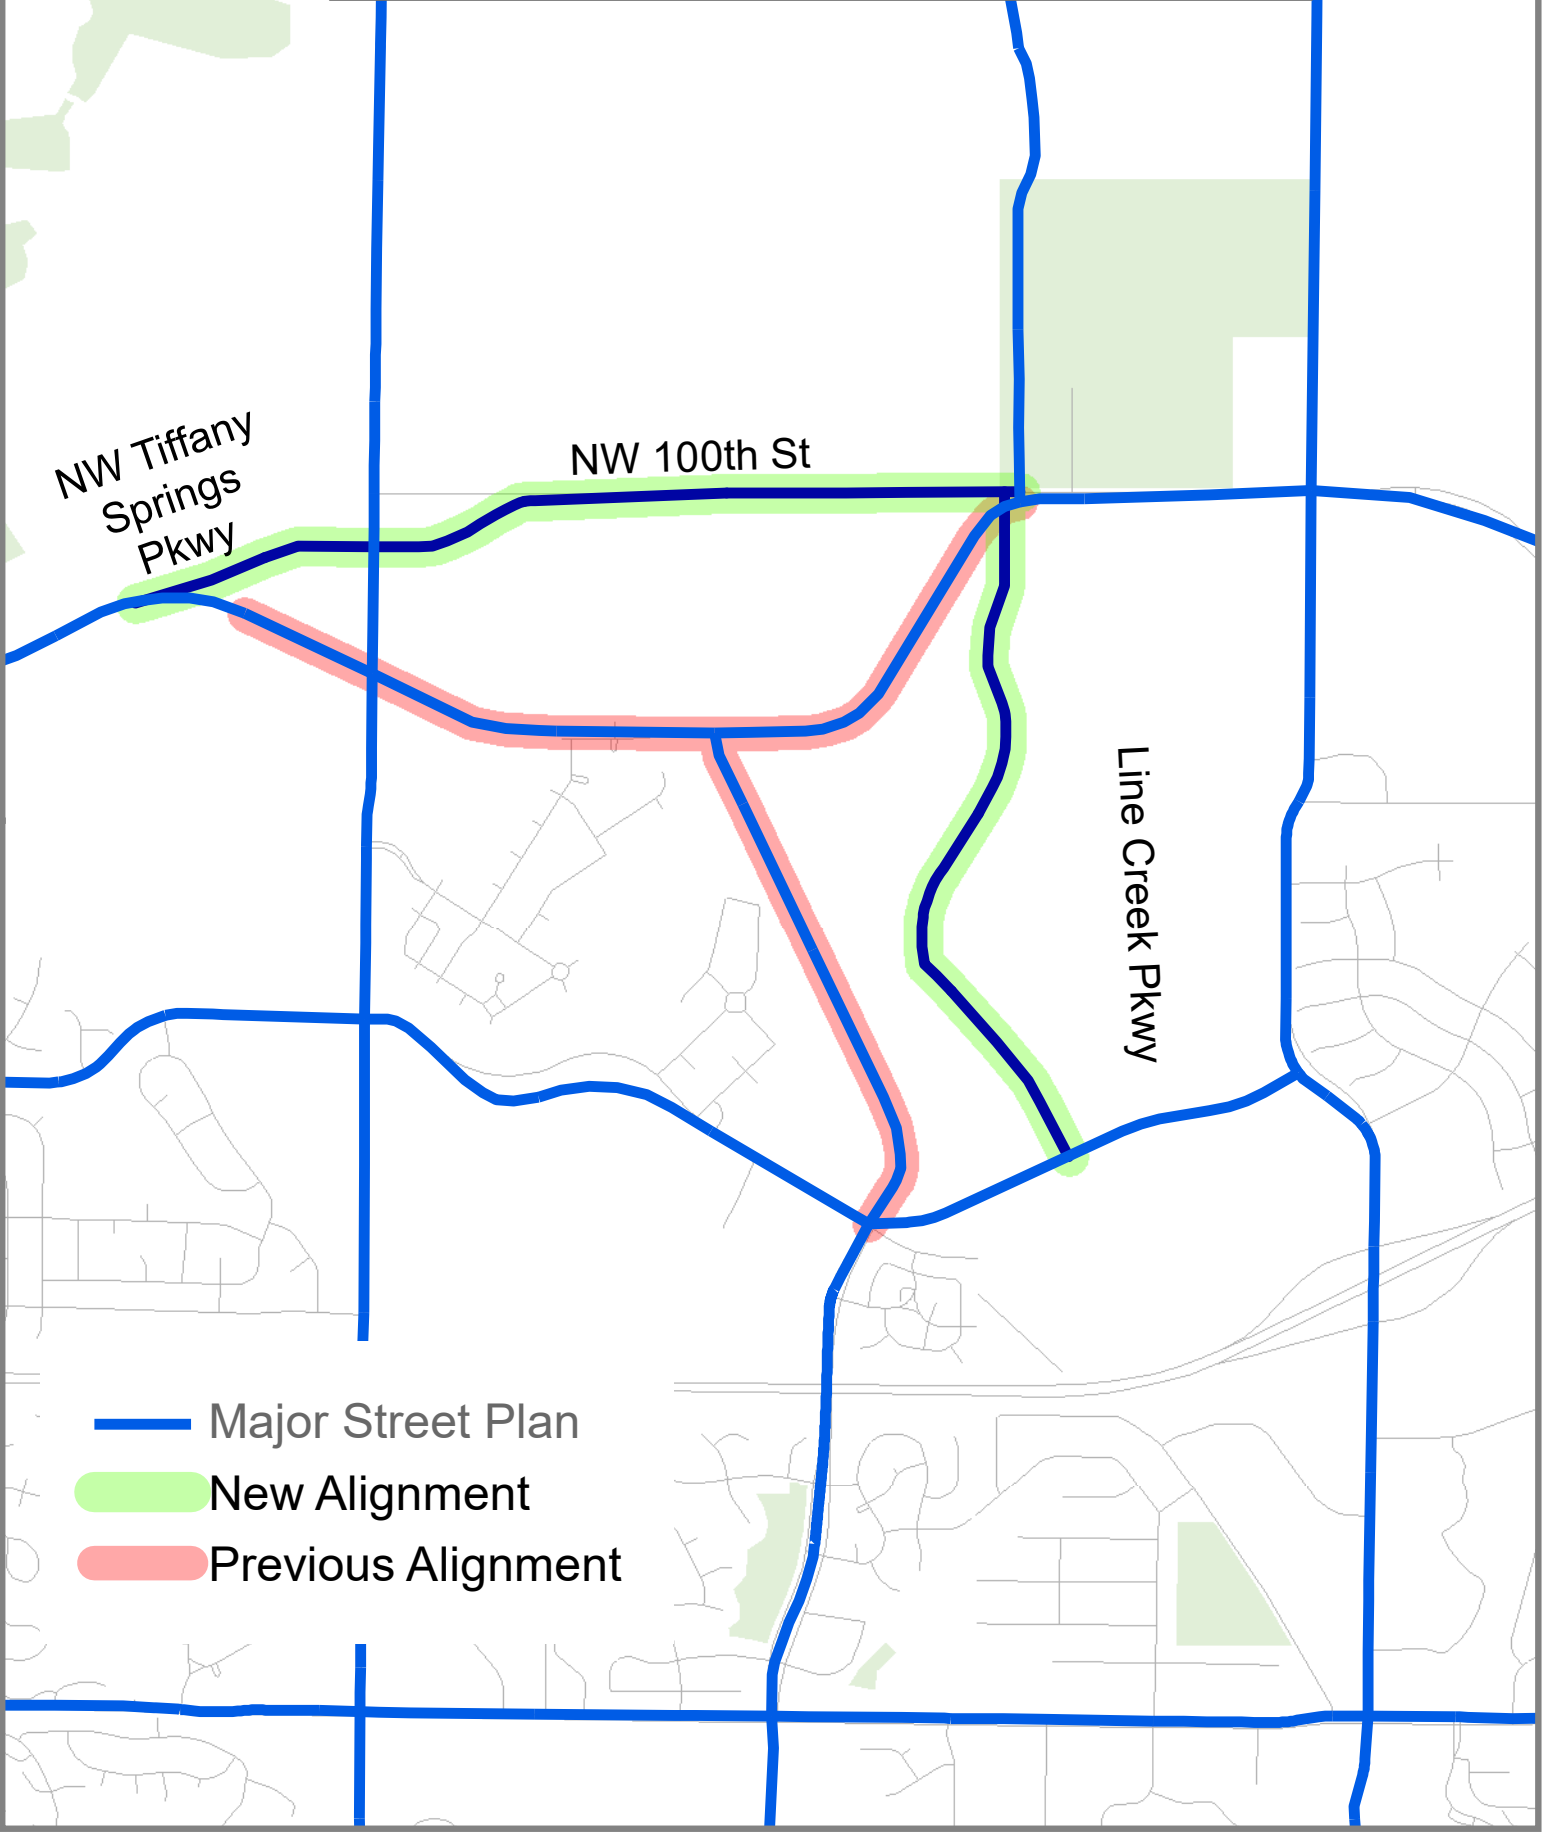 NW Tiffany
Springs
Pkwy
NW 100th St
Line Creek Pkwy
Major Street Plan
New Alignment
Previous Alignment